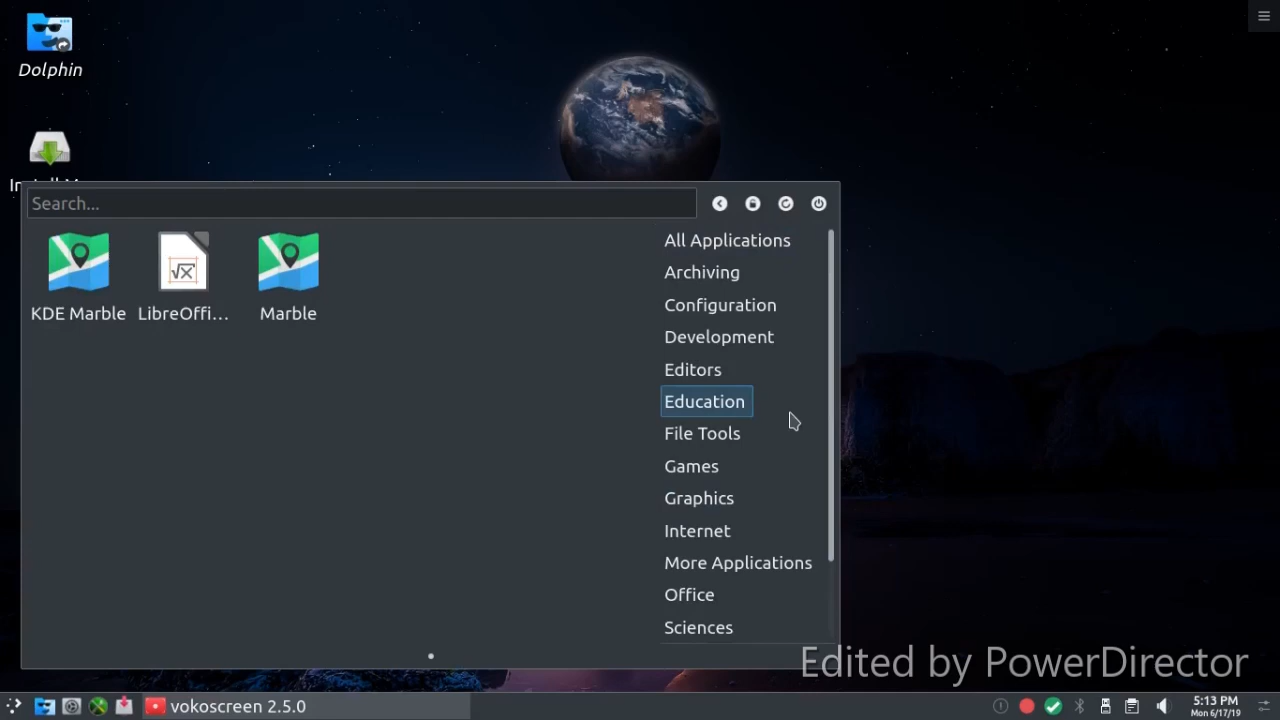 Dolphin
Search...
All Applications
Archiving
Configuration
Development
Editors
Education
File Tools
Games
Graphics
Internet
More Applications
Office
Sciences
KDE Marble
LibreOffi...
Marble
Edited by PowerDirector
vokoscreen 2.5.0
5:13 PM
Mon 6/17/19